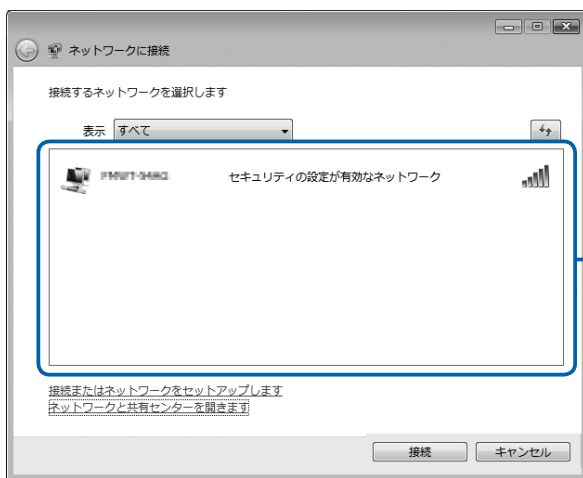 ネットワークに接続
接続するネットワークを選択します
表示 すべて
セキュリティの設定が有効なネットワーク
接続またはネットワークをセットアップします
ネットワークと共有センターを開きます
接続 キャンセル